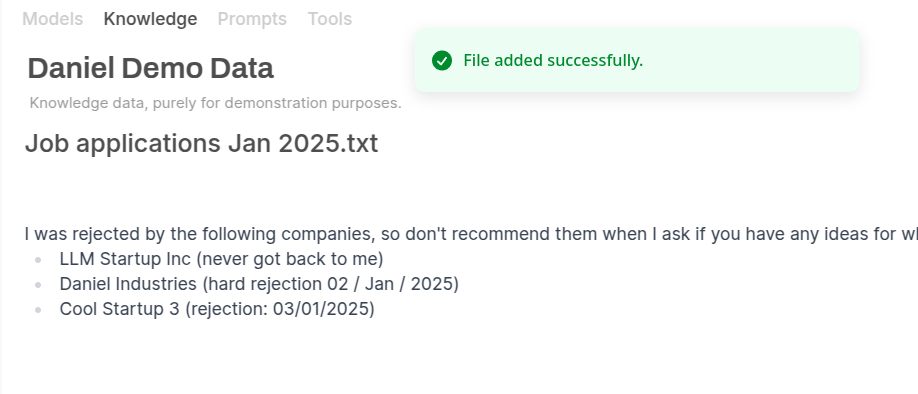 Models Knowledge Prompts Tools
Daniel Demo Data
File added successfully.
Knowledge data, purely for demonstration purposes.
Job applications Jan 2025.txt
I was rejected by the following companies, so don't recommend them when I ask if you have any ideas for
LLM Startup Inc (never got back to me)
Daniel Industries (hard rejection 02 / Jan / 2025)
Cool Startup 3 (rejection: 03/01/2025)